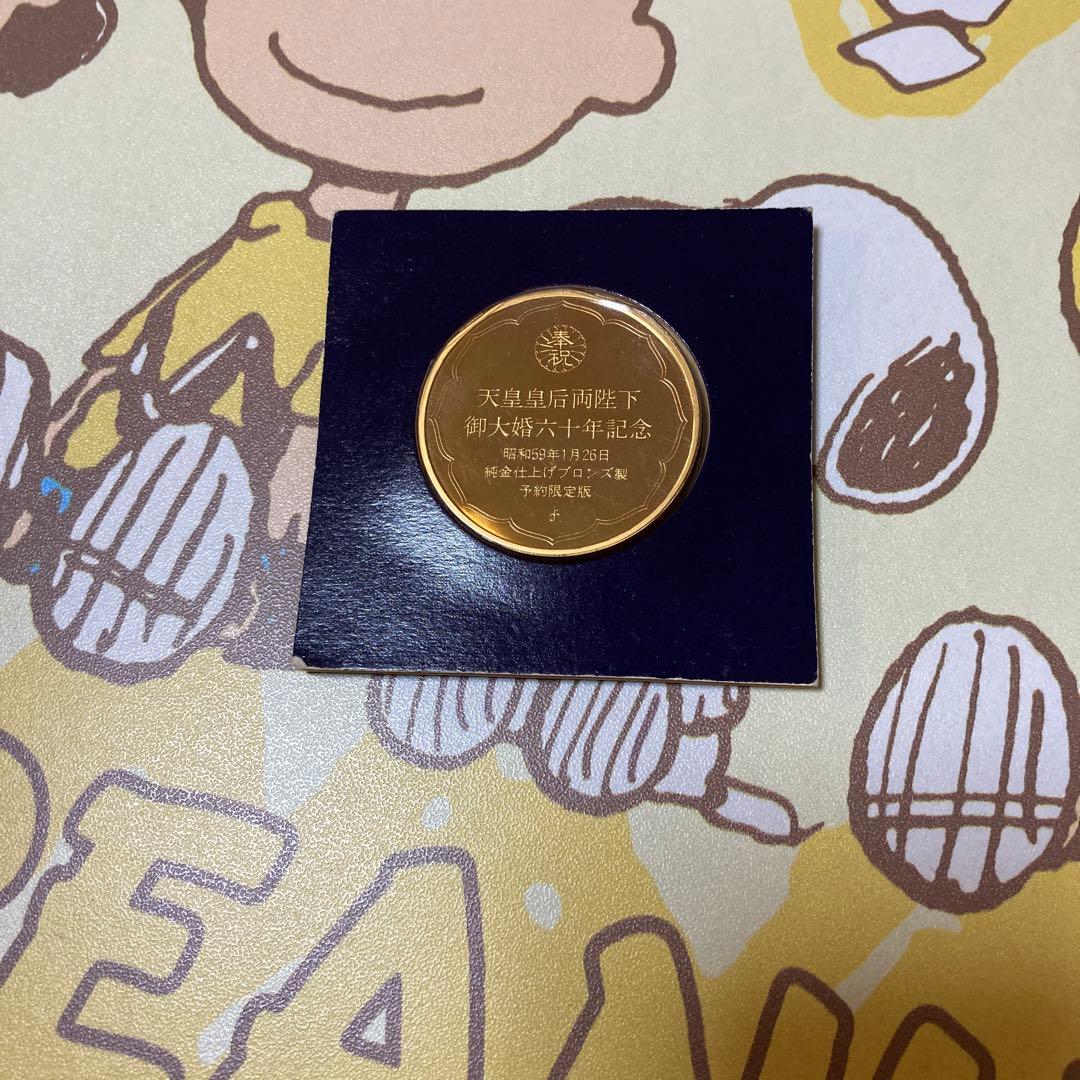 奉祝
天皇皇后両陛下
御大婚六十年記念
昭和59年1月26日
純金仕上げブロンズ製
予約限定版
PEAN